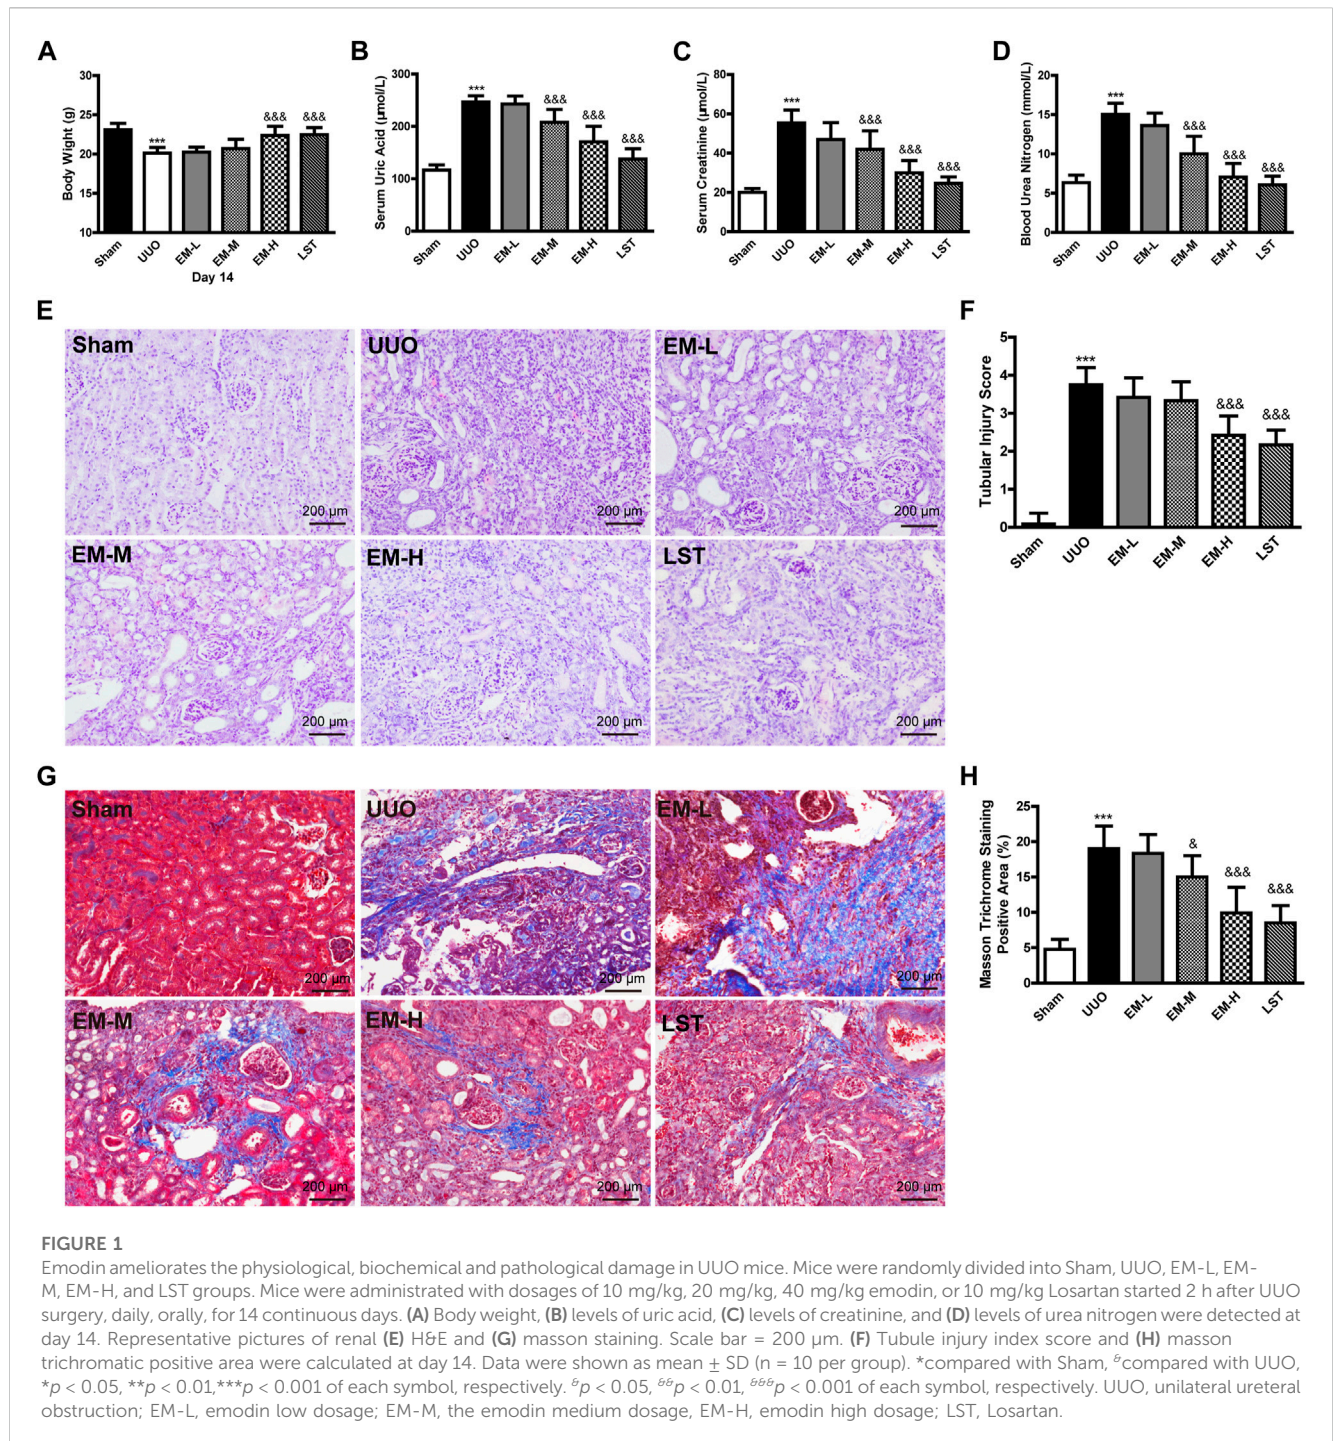 A
Body Wight (g)
30
25
20
15
10
***
&&&
&&&
Sham
UUO
EM-L
EM-M
EM-H
LST
Day 14
B
Serum Uric Acid (μmol/L)
300
200
100
0
***
&&&
&&&
&&&
Sham
UUO
EM-L
EM-M
EM-H
LST
C
Serum Creatinine (μmol/L)
80
60
40
20
0
***
&&&
&&&
&&&
Sham
UUO
EM-L
EM-M
EM-H
LST
D
Blood Urea Nitrogen (mmol/L)
20
15
10
5
0
***
&&&
&&&
&&&
Sham
UUO
EM-L
EM-M
EM-H
LST
E
Sham
200 μm
UUO
200 μm
EM-L
200 μm
EM-M
200 μm
EM-H
200 μm
LST
200 μm
F
Tubular Injury Score
5
4
3
2
1
0
***
&&&
&&&
Sham
UUO
EM-L
EM-M
EM-H
LST
G
Sham
200 μm
UUO
200 μm
EM-L
200 μm
EM-M
200 μm
EM-H
200 μm
LST
200 μm
H
Masson Trichrome Staining
Positive Area (%)
25
20
15
10
5
0
***
&
&&&
&&&
Sham
UUO
EM-L
EM-M
EM-H
LST
FIGURE 1
Emodin ameliorates the physiological, biochemical and pathological damage in UUO mice. Mice were randomly divided into Sham, UUO, EM-L, EM-
M, EM-H, and LST groups. Mice were administrated with dosages of 10 mg/kg, 20 mg/kg, 40 mg/kg emodin, or 10 mg/kg Losartan started 2 h after UUO
surgery, daily, orally, for 14 continuous days. (A) Body weight, (B) levels of uric acid, (C) levels of creatinine, and (D) levels of urea nitrogen were detected at
day 14. Representative pictures of renal (E) H&E and (G) masson staining. Scale bar = 200 μm. (F) Tubule injury index score and (H) masson
trichromatic positive area were calculated at day 14. Data were shown as mean ± SD (n = 10 per group). *compared with Sham, &compared with UUO,
*p < 0.05, **p < 0.01,***p < 0.001 of each symbol, respectively. &p < 0.05, &&p < 0.01, &&&p < 0.001 of each symbol, respectively. UUO, unilateral ureteral
obstruction; EM-L, emodin low dosage; EM-M, the emodin medium dosage, EM-H, emodin high dosage; LST, Losartan.